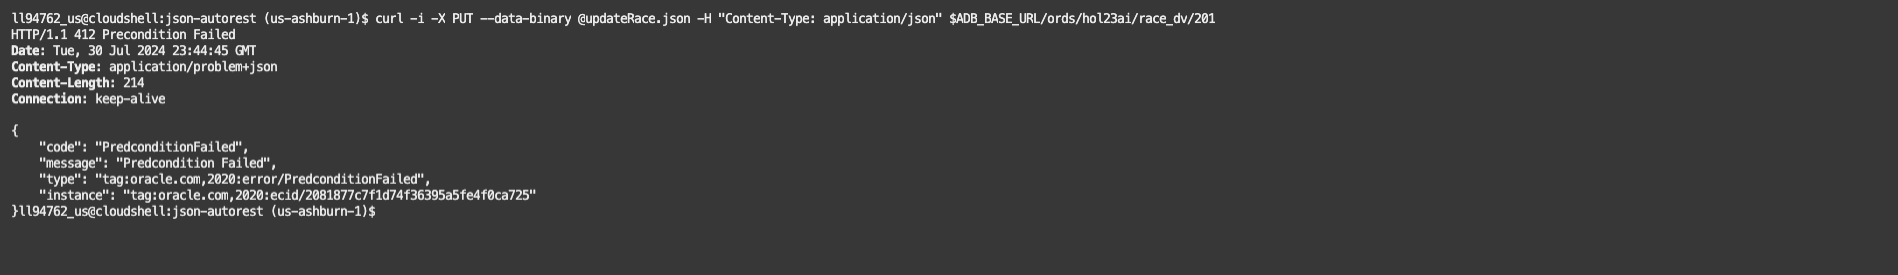 ll94762_us@cloudshell:json-autorest (us-ashburn-1)$ curl -i -X PUT --data-binary @updateRace.json -H "Content-Type: application/json" $ADB_BASE_URL/ords/hol23ai/race_dv/201
HTTP/1.1 412 Precondition Failed
Date: Tue, 30 Jul 2024 23:44:45 GMT
Content-Type: application/problem+json
Content-Length: 214
Connection: keep-alive
{
    "code": "PredconditionFailed",
    "message": "Predcondition Failed",
    "type": "tag:oracle.com,2020:error/PredconditionFailed",
    "instance": "tag:oracle.com,2020:ecid/2081877c7f1d74f36395a5fe4f0ca725"
}ll94762_us@cloudshell:json-autorest (us-ashburn-1)$